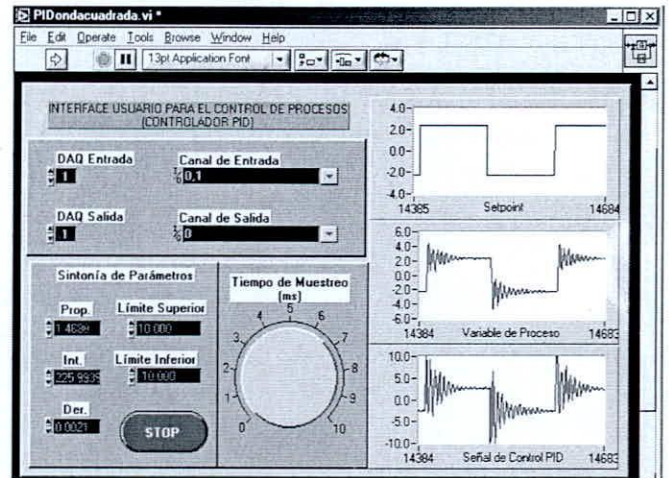 PIDondacuadrada.vi *
File Edit Operate Tools Browse Window Help
13pt Application Font
INTERFACE USUARIO PARA EL CONTROL DE PROCESOS
(CONTROLADOR PID)
DAQ Entrada
1
Canal de Entrada
0,1
DAQ Salida
1
Canal de Salida
0
Sintonía de Parámetros
Prop.
Límite Superior
10.000
Int.
225.9939
Límite Inferior
10.000
Der.
0.0021
STOP
Tiempo de Muestreo
(ms)
0 1 2 3 4 5 6 7 8 9 10
4.0
2.0
0.0
-2.0
-4.0
14385 Setpoint 14684
6.0
4.0
2.0
0.0
-2.0
-4.0
-6.0
14384 Variable de Proceso 14683
10.0
5.0
0.0
-5.0
-10.0
14384 Señal de Control PID 14683